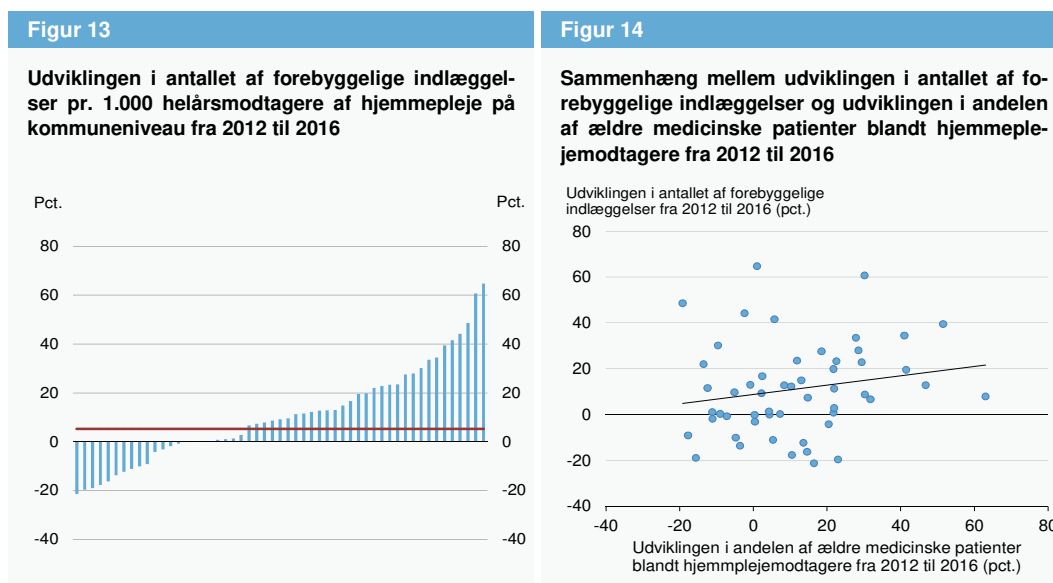 Figur 13
Udviklingen i antallet af forebyggelige indlæggel-
ser pr. 1.000 helårsmodtagere af hjemmepleje på
kommuneniveau fra 2012 til 2016
Pct.
Pct.
80
80
60
60
40
40
20
20
0
0
-20
-20
-40
-40
Figur 14
Sammenhæng mellem udviklingen i antallet af fo-
rebyggelige indlæggelser og udviklingen i andelen
af ældre medicinske patienter blandt hjemmeple-
jemodtagere fra 2012 til 2016
Udviklingen i antallet af forebyggelige
indlæggelser fra 2012 til 2016 (pct.)
80
60
40
20
0
-20
-40
-40 -20 0 20 40 60 80
Udviklingen i andelen af ældre medicinske patienter
blandt hjemmplejemodtagere fra 2012 til 2016 (pct.)